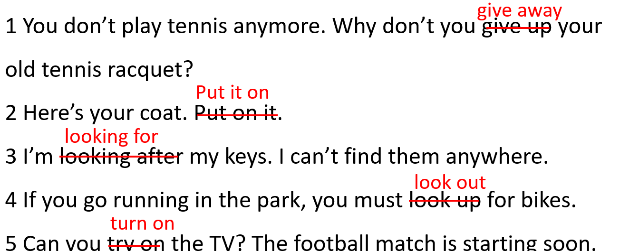 give away
1 You don't play tennis anymore. Why don't you give up your
old tennis racquet?
Put it on
2 Here's your coat. Put on it.
looking for
3 I'm looking after my keys. I can't find them anywhere.
look out
4 If you go running in the park, you must look up for bikes.
turn on
5 Can you try on the TV? The football match is starting soon.